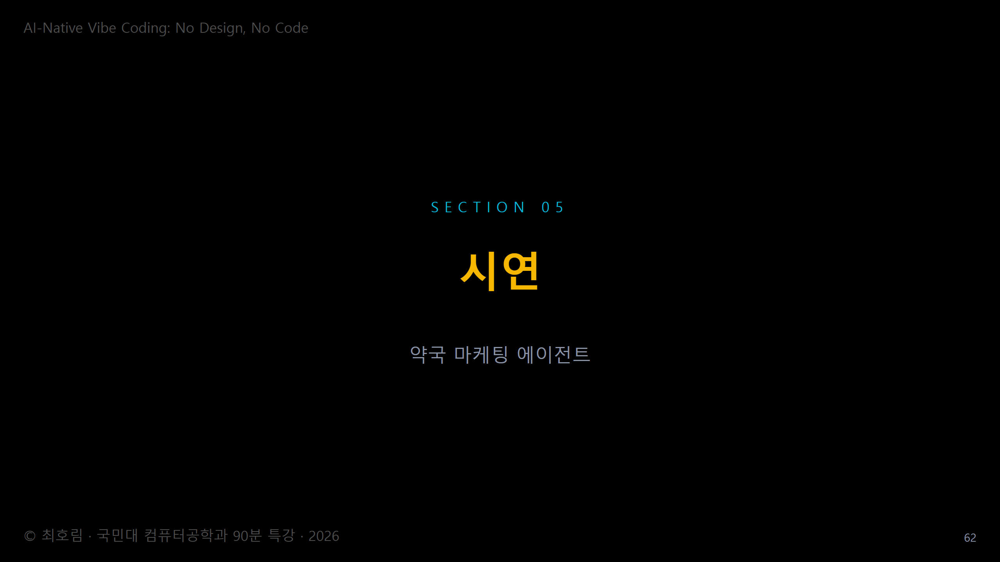 AI-Native Vibe Coding: No Design, No Code
SECTION 05
시연
약국 마케팅 에이전트
© 최호림 · 국민대 컴퓨터공학과 90분 특강 · 2026
62